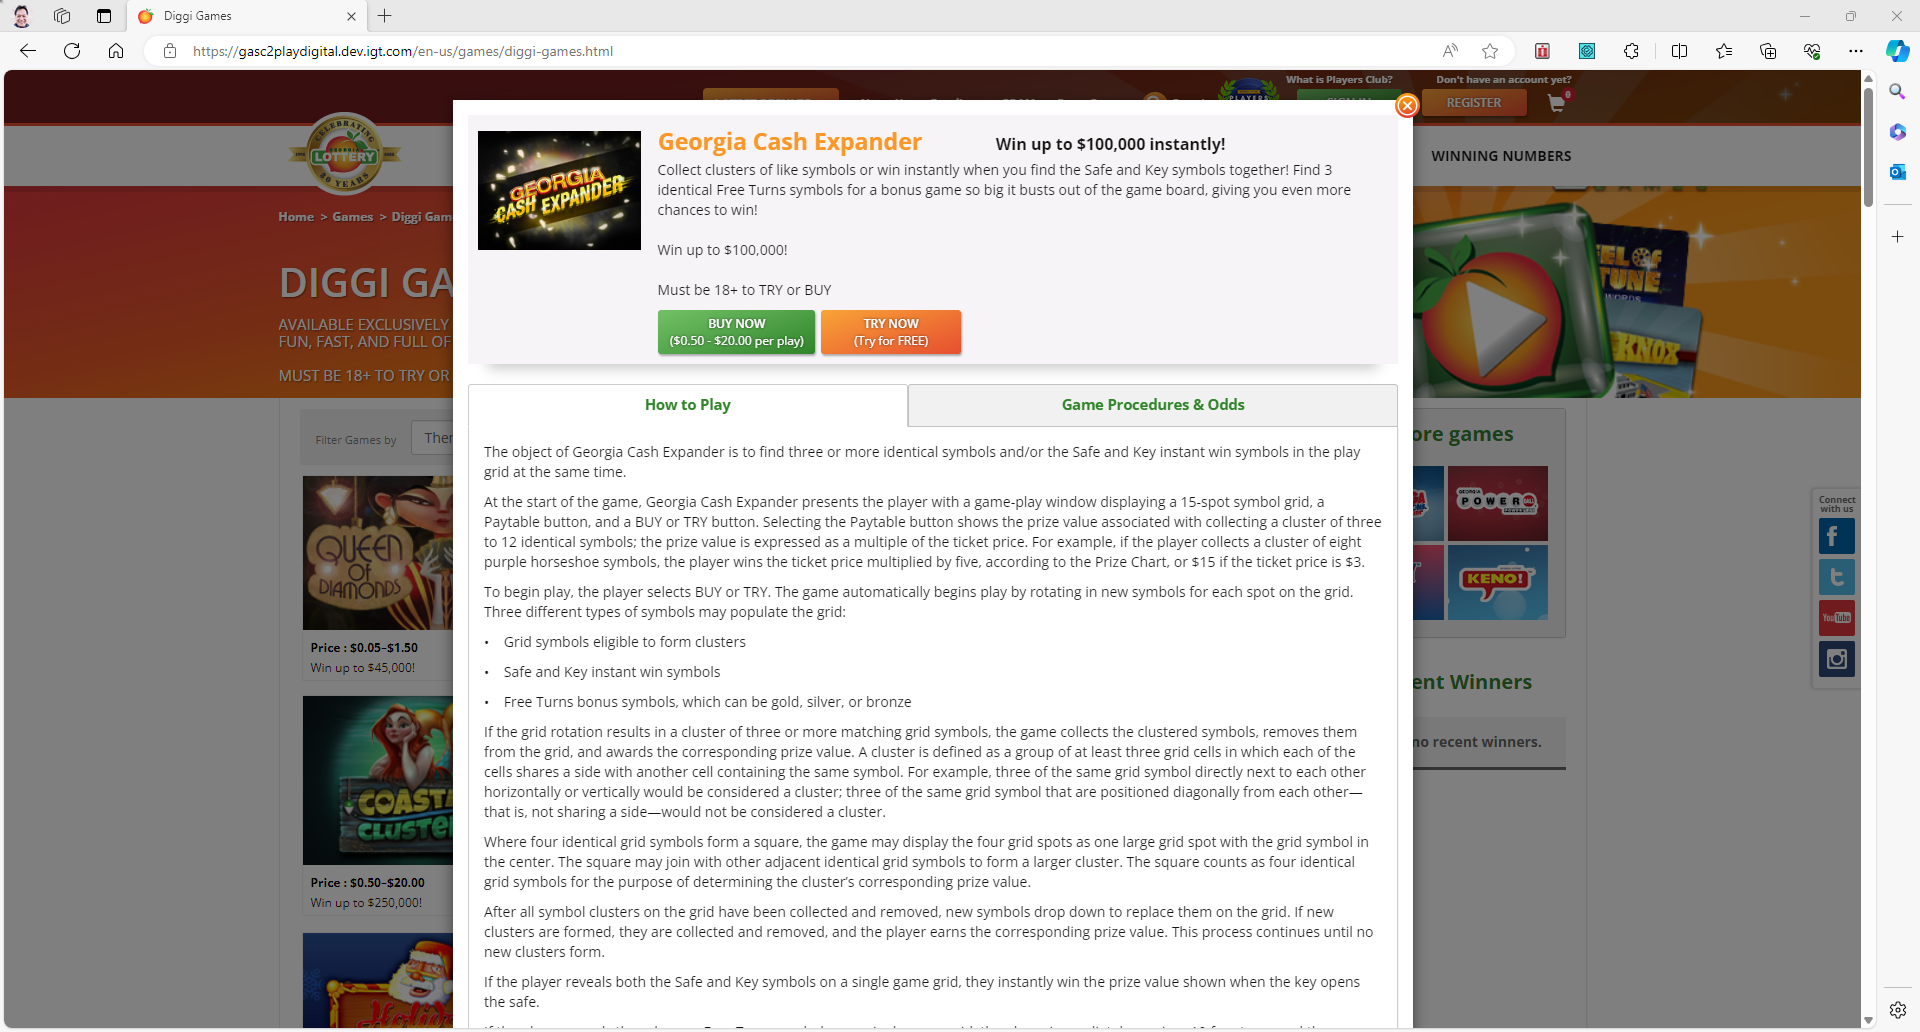 Diggi Games
https://gasc2playdigital.dev.igt.com/en-us/games/diggi-games.html
What is Players Club?
Don't have an account yet?
PLAYERS
REGISTER
0
CELEBRATING
GEORGIA
LOTTERY
30 YEARS
WINNING NUMBERS
Home > Games > Diggi Gam
DIGGI GA
AVAILABLE EXCLUSIVELY
FUN, FAST, AND FULL OF
MUST BE 18+ TO TRY OR
GEORGIA
CASH EXPANDER
Georgia Cash Expander
Win up to $100,000 instantly!
Collect clusters of like symbols or win instantly when you find the Safe and Key symbols together! Find 3
identical Free Turns symbols for a bonus game so big it busts out of the game board, giving you even more
chances to win!
Win up to $100,000!
Must be 18+ to TRY or BUY
BUY NOW
($0.50 - $20.00 per play)
TRY NOW
(Try for FREE)
GAMES
EL OF
TUNE
WORDS
KNOX
How to Play
Game Procedures & Odds
The object of Georgia Cash Expander is to find three or more identical symbols and/or the Safe and Key instant win symbols in the play
grid at the same time.
At the start of the game, Georgia Cash Expander presents the player with a game-play window displaying a 15-spot symbol grid, a
Paytable button, and a BUY or TRY button. Selecting the Paytable button shows the prize value associated with collecting a cluster of three
to 12 identical symbols; the prize value is expressed as a multiple of the ticket price. For example, if the player collects a cluster of eight
purple horseshoe symbols, the player wins the ticket price multiplied by five, according to the Prize Chart, or $15 if the ticket price is $3.
To begin play, the player selects BUY or TRY. The game automatically begins play by rotating in new symbols for each spot on the grid.
Three different types of symbols may populate the grid:
• Grid symbols eligible to form clusters
• Safe and Key instant win symbols
• Free Turns bonus symbols, which can be gold, silver, or bronze
If the grid rotation results in a cluster of three or more matching grid symbols, the game collects the clustered symbols, removes them
from the grid, and awards the corresponding prize value. A cluster is defined as a group of at least three grid cells in which each of the
cells shares a side with another cell containing the same symbol. For example, three of the same grid symbol directly next to each other
horizontally or vertically would be considered a cluster; three of the same grid symbol that are positioned diagonally from each other—
that is, not sharing a side—would not be considered a cluster.
Where four identical grid symbols form a square, the game may display the four grid spots as one large grid spot with the grid symbol in
the center. The square may join with other adjacent identical grid symbols to form a larger cluster. The square counts as four identical
grid symbols for the purpose of determining the cluster's corresponding prize value.
After all symbol clusters on the grid have been collected and removed, new symbols drop down to replace them on the grid. If new
clusters are formed, they are collected and removed, and the player earns the corresponding prize value. This process continues until no
new clusters form.
If the player reveals both the Safe and Key symbols on a single game grid, they instantly win the prize value shown when the key opens
the safe.
Filter Games by
Ther
QUEEN
OF
DIAMONDS
Price : $0.05–$1.50
Win up to $45,000!
COASTA
CLUSTE
Price : $0.50–$20.00
Win up to $250,000!
Holid
ore games
GEORGIA
POWERBALL
KENO!
ent Winners
no recent winners.
Connect
with us
f
t
YouTube